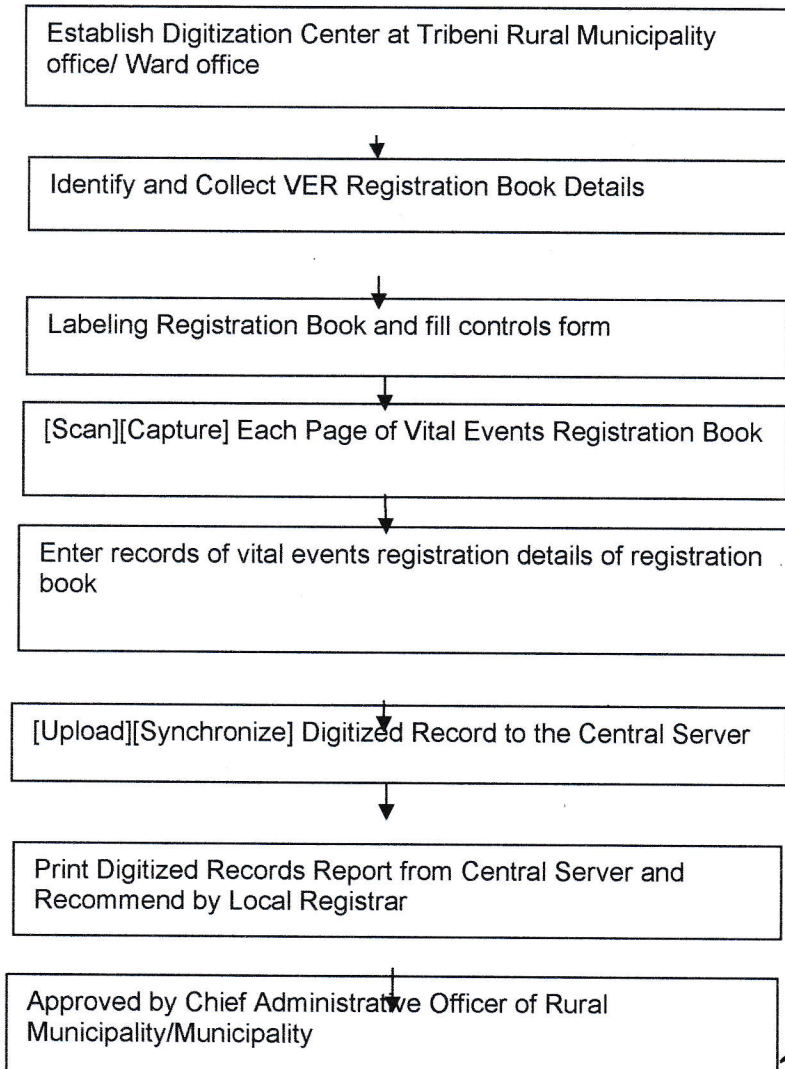 Establish Digitization Center at Tribeni Rural Municipality
office/ Ward office
Identify and Collect VER Registration Book Details
Labeling Registration Book and fill controls form
[Scan][Capture] Each Page of Vital Events Registration Book
Enter records of vital events registration details of registration
book
[Upload][Synchronize] Digitized Record to the Central Server
Print Digitized Records Report from Central Server and
Recommend by Local Registrar
Approved by Chief Administrative Officer of Rural
Municipality/Municipality